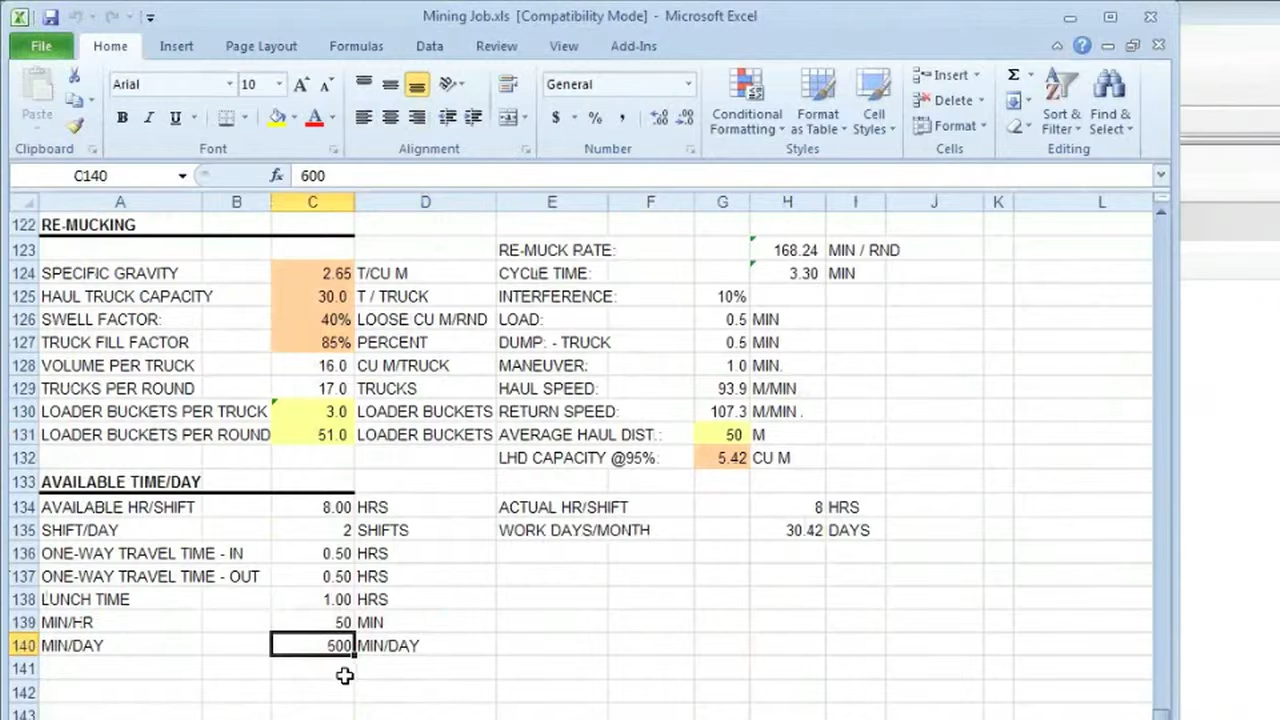 Mining Job.xls [Compatibility Mode] - Microsoft Excel
File Home Insert Page Layout Formulas Data Review View Add-Ins
Paste Arial 10 General Conditional Formatting Format as Table Cell Styles Insert Delete Format Sort & Filter Find & Select
Clipboard Font Alignment Number Styles Cells Editing
C140 fx 600
A B C D E F G H I J K L
122 RE-MUCKING
123 RE-MUCK RATE: 168.24 MIN / RND
124 SPECIFIC GRAVITY 2.65 T/CU M CYCLE TIME: 3.30 MIN
125 HAUL TRUCK CAPACITY 30.0 T / TRUCK INTERFERENCE: 10%
126 SWELL FACTOR: 40% LOOSE CU M/RND LOAD: 0.5 MIN
127 TRUCK FILL FACTOR 85% PERCENT DUMP: - TRUCK 0.5 MIN
128 VOLUME PER TRUCK 16.0 CU M/TRUCK MANEUVER: 1.0 MIN.
129 TRUCKS PER ROUND 17.0 TRUCKS HAUL SPEED: 93.9 M/MIN
130 LOADER BUCKETS PER TRUCK 3.0 LOADER BUCKETS RETURN SPEED: 107.3 M/MIN .
131 LOADER BUCKETS PER ROUND 51.0 LOADER BUCKETS AVERAGE HAUL DIST.: 50 M
132 LHD CAPACITY @95%: 5.42 CU M
133 AVAILABLE TIME/DAY
134 AVAILABLE HR/SHIFT 8.00 HRS ACTUAL HR/SHIFT 8 HRS
135 SHIFT/DAY 2 SHIFTS WORK DAYS/MONTH 30.42 DAYS
136 ONE-WAY TRAVEL TIME - IN 0.50 HRS
137 ONE-WAY TRAVEL TIME - OUT 0.50 HRS
138 LUNCH TIME 1.00 HRS
139 MIN/HR 50 MIN
140 MIN/DAY 500 MIN/DAY
141
142
143